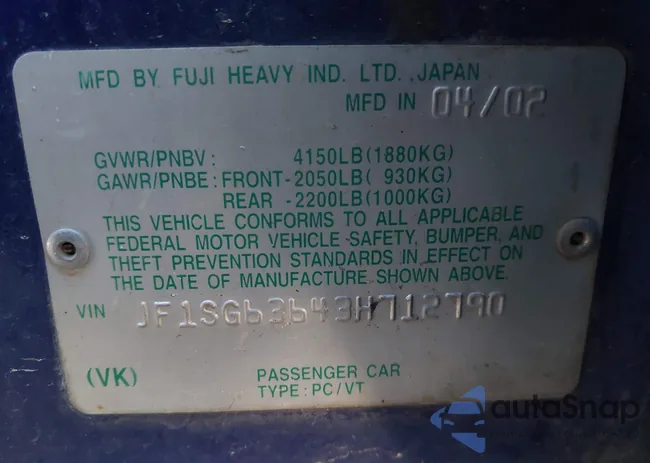 MFD BY FUJI HEAVY IND. LTD. ,JAPAN
MFD IN 04/02
GVWR/PNBV : 4150LB(1880KG)
GAWR/PNBE : FRONT-2050LB( 930KG)
REAR -2200LB(1000KG)
THIS VEHICLE CONFORMS TO ALL APPLICABLE
FEDERAL MOTOR VEHICLE SAFETY, BUMPER, AND
THEFT PREVENTION STANDARDS IN EFFECT ON
THE DATE OF MANUFACTURE SHOWN ABOVE.
VIN JF1SG63643H712790
(VK) PASSENGER CAR
TYPE : PC/VT
autoSnap